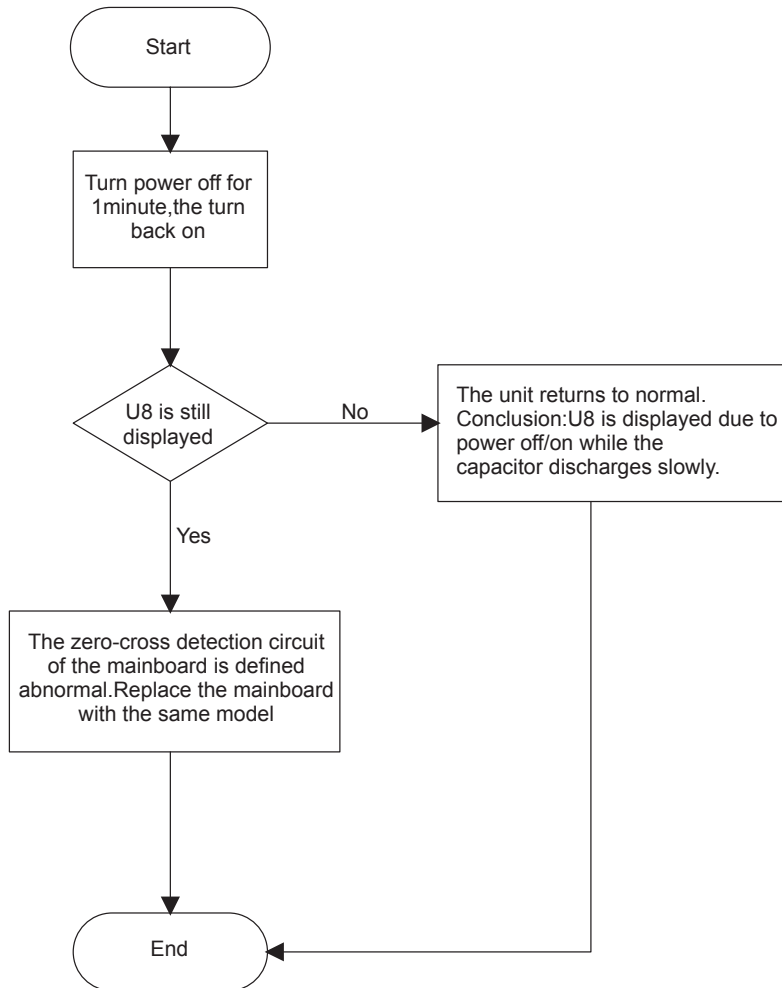 Start
Turn power off for
1minute,the turn
back on
U8 is still
displayed
No
The unit returns to normal.
Conclusion:U8 is displayed due to
power off/on while the
capacitor discharges slowly.
Yes
The zero-cross detection circuit
of the mainboard is defined
abnormal.Replace the mainboard
with the same model
End